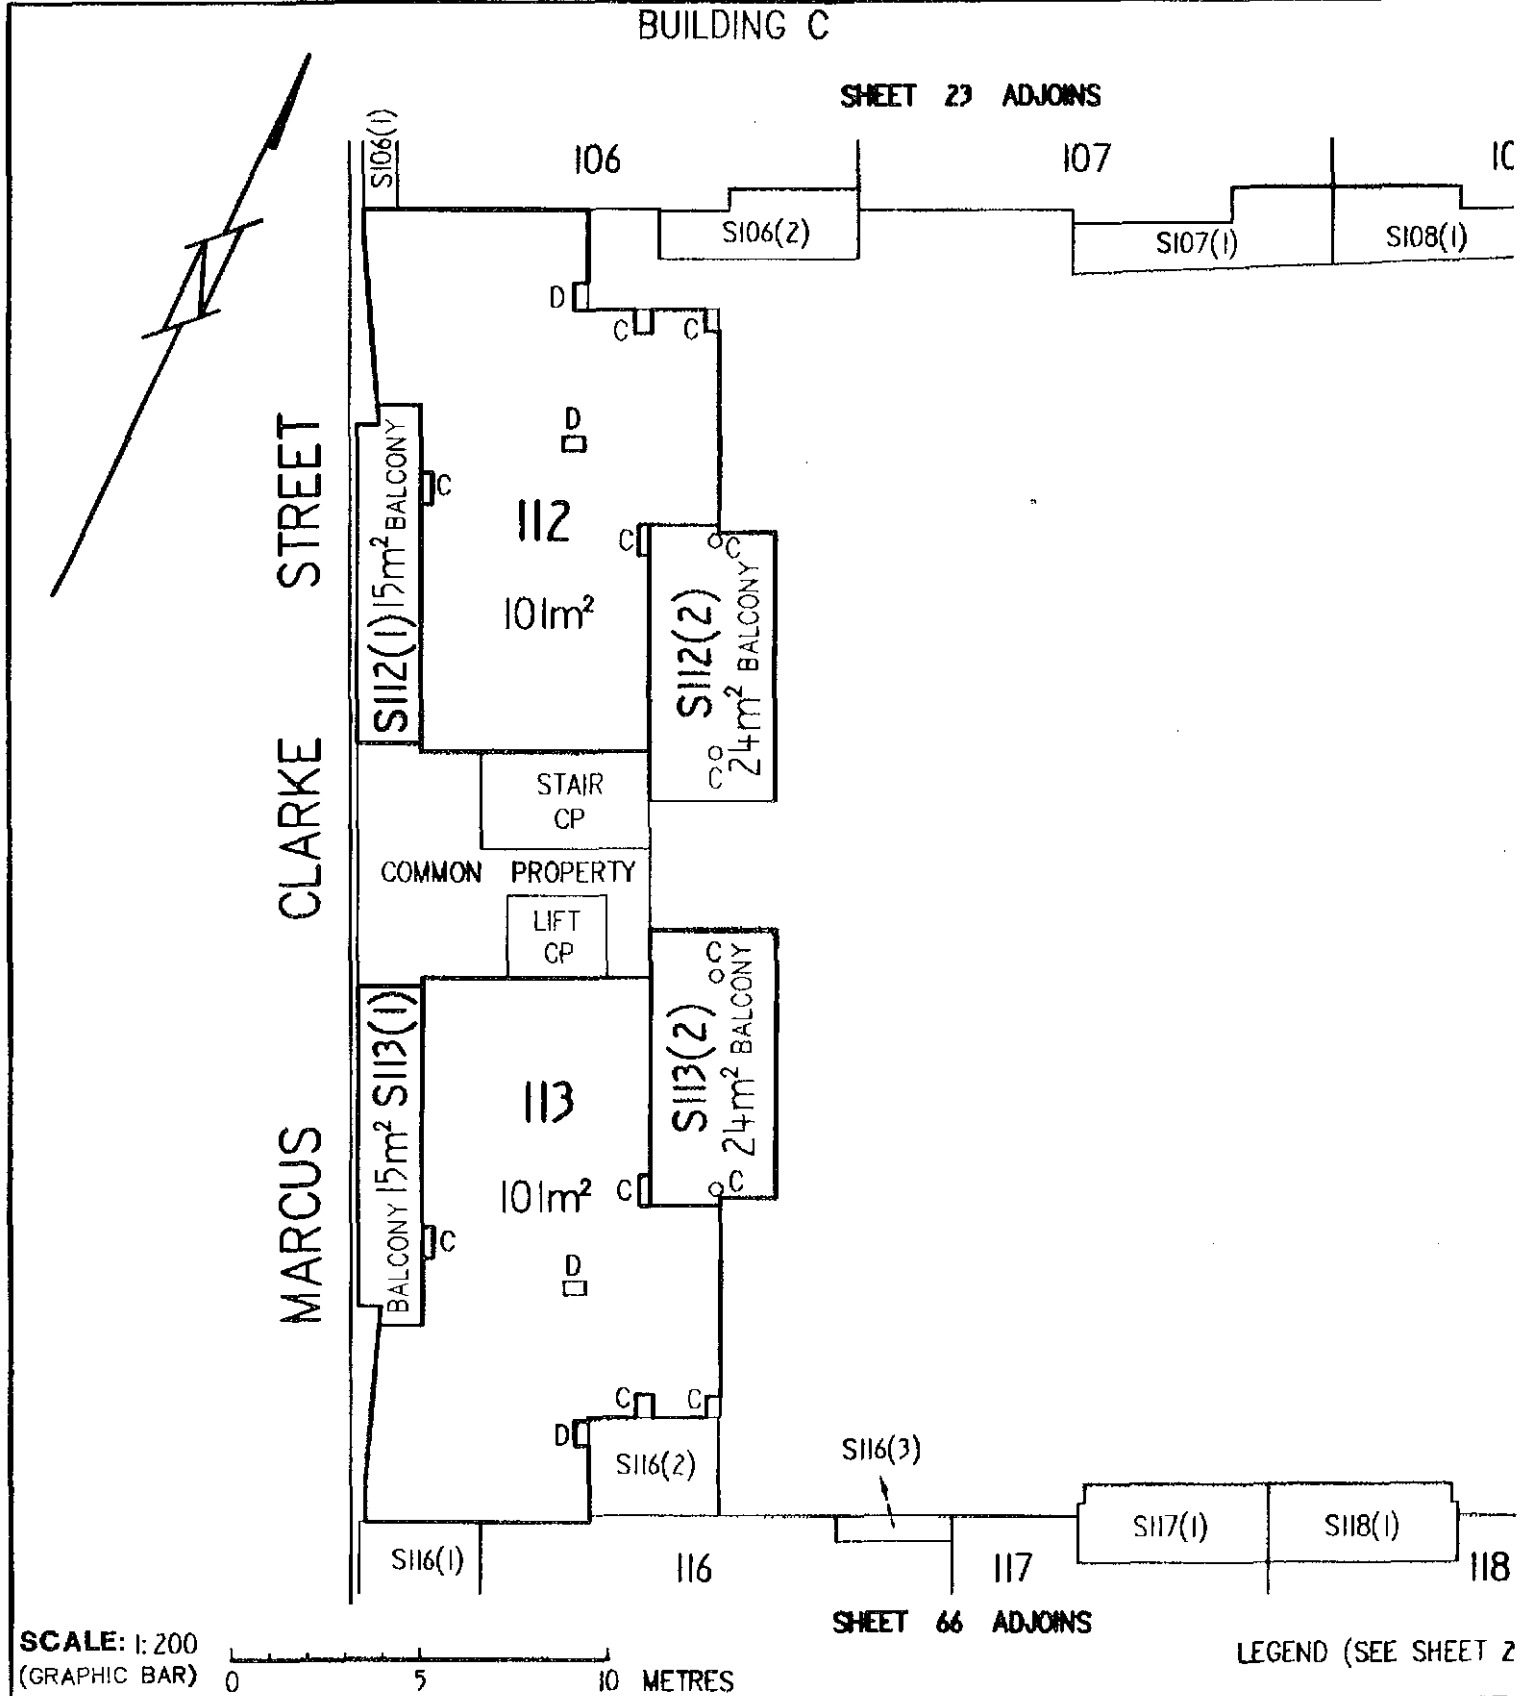 BUILDING C
SHEET 23 ADJOINS
S106(1)
106
107
S106(2)
S107(1)
S108(1)
D
C
C
D
C
112
101m²
S112(1) 15m² BALCONY
C
C
S112(2)
24m² BALCONY
C
STAIR
CP
COMMON PROPERTY
LIFT
CP
MARCUS CLARKE STREET
BALCONY 15m² S113(1)
113
101m²
C
S113(2)
24m² BALCONY
C
C
C
D
C
C
D
S116(2)
S116(3)
S116(1)
116
117
S117(1)
S118(1)
118
SHEET 66 ADJOINS
SCALE: 1:200
(GRAPHIC BAR)
0 5 10 METRES
LEGEND (SEE SHEET 2